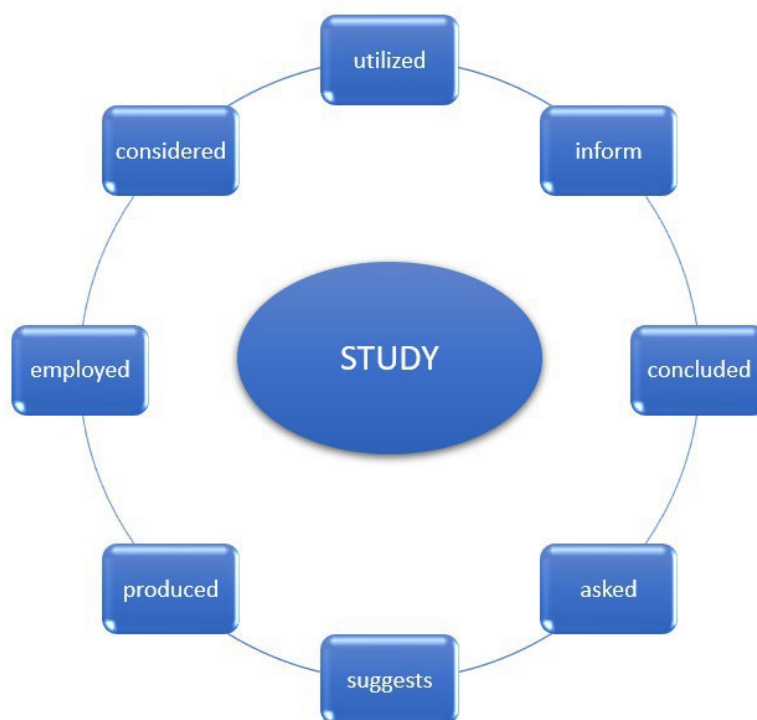 utilized
considered
inform
employed
STUDY
concluded
produced
asked
suggests